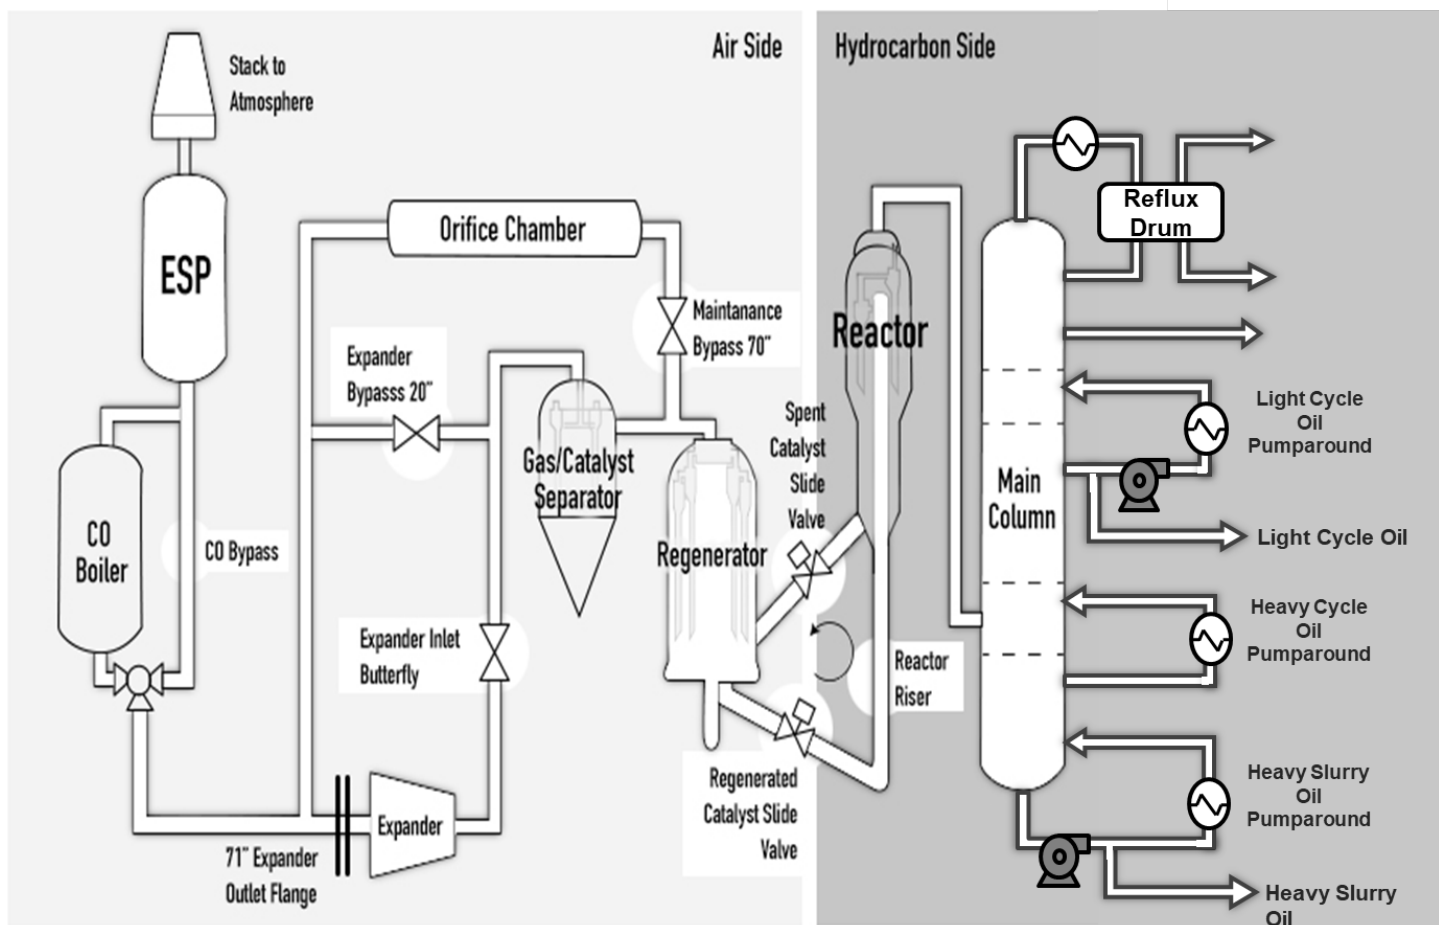 Air Side
Hydrocarbon Side
Stack to
Atmosphere
Reflux
Drum
Orifice Chamber
ESP
Maintanance
Bypass 70"
Reactor
Expander
Bypasss 20"
Spent
Catalyst
Slide
Valve
Light Cycle
Oil
Pumparound
Gas/Catalyst
Separator
Main
Column
CO
Boiler
CO Bypass
Regenerator
Light Cycle Oil
Expander Inlet
Butterfly
Reactor
Riser
Heavy Cycle
Oil
Pumparound
Regenerated
Catalyst Slide
Valve
Heavy Slurry
Oil
Pumparound
Expander
71" Expander
Outlet Flange
Heavy Slurry
Oil